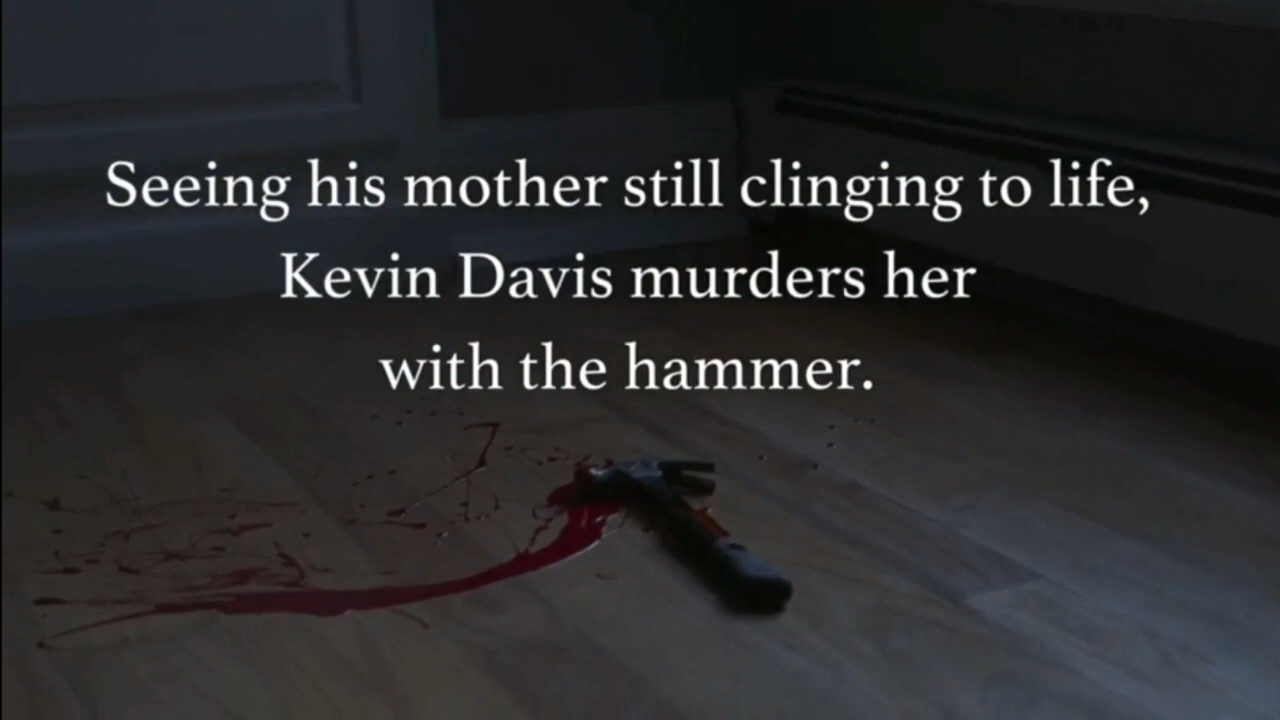 Seeing his mother still clinging to life,
Kevin Davis murders her
with the hammer.